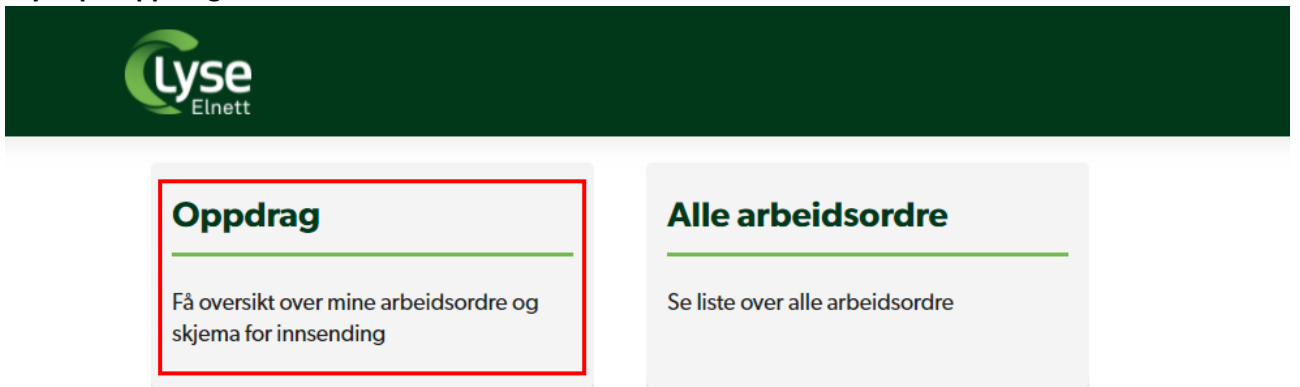 Lyse
Elnett
Oppdrag
Alle arbeidsordre
Få oversikt over mine arbeidsordre og
skjema for innsending
Se liste over alle arbeidsordre